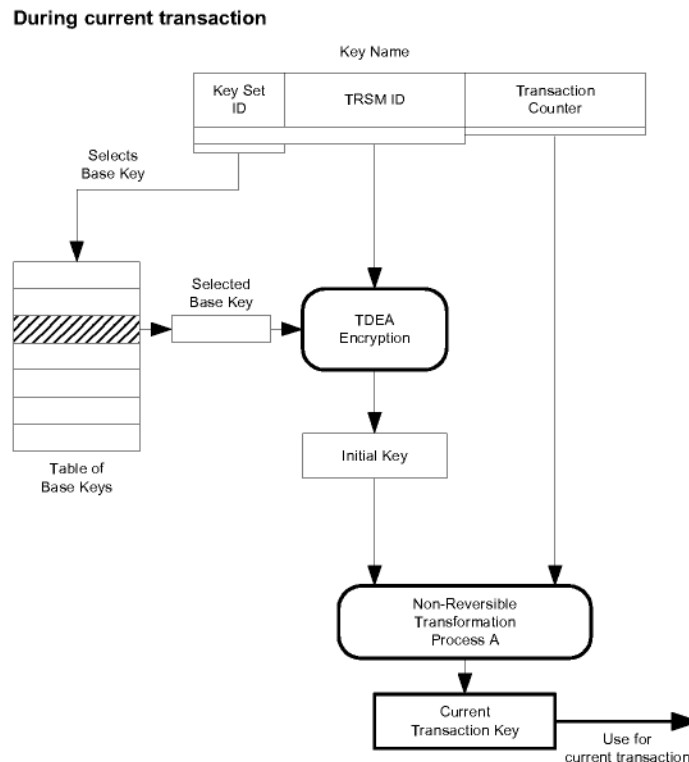 During current transaction
Key Name
Key Set
ID
TRSM ID
Transaction
Counter
Selects
Base Key
Selected
Base Key
TDEA
Encryption
Table of
Base Keys
Initial Key
Non-Reversible
Transformation
Process A
Current
Transaction Key
Use for
current transaction